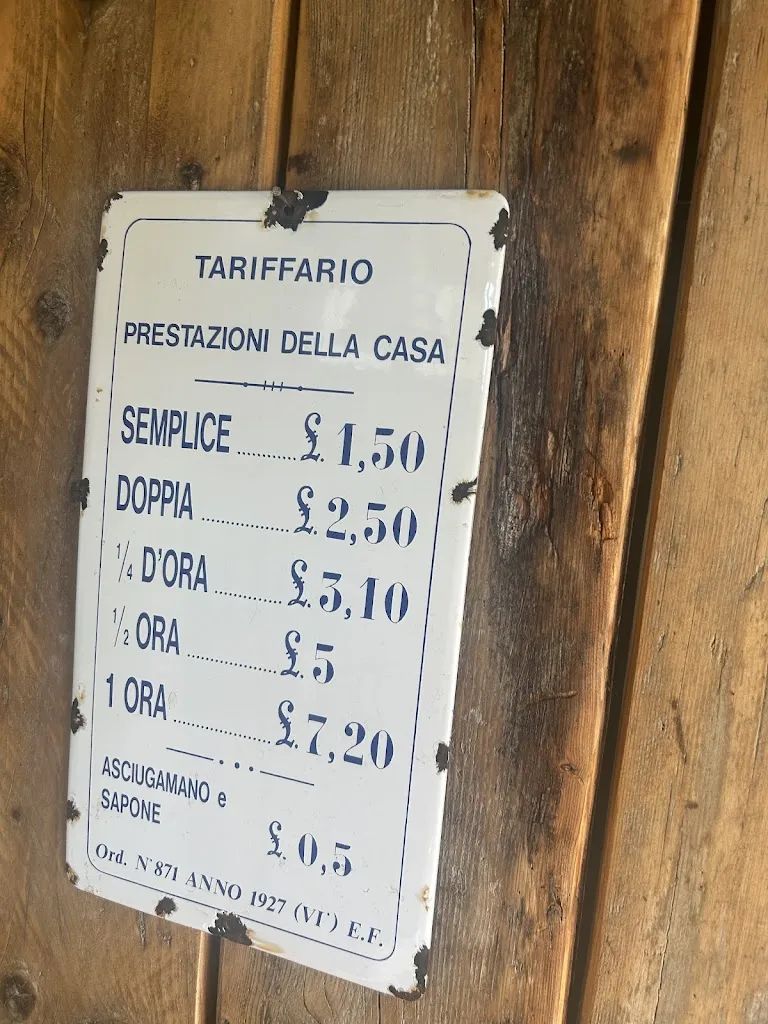 TARIFFARIO
PRESTAZIONI DELLA CASA
SEMPLICE ........... £. 1,50
DOPPIA ................ £. 2,50
1/4 D'ORA ............ £. 3,10
1/2 ORA ............... £. 5
1 ORA ................. £. 7,20
ASCIUGAMANO e
SAPONE
£. 0,5
Ord. N°871 ANNO 1927 (VI°) E.F.